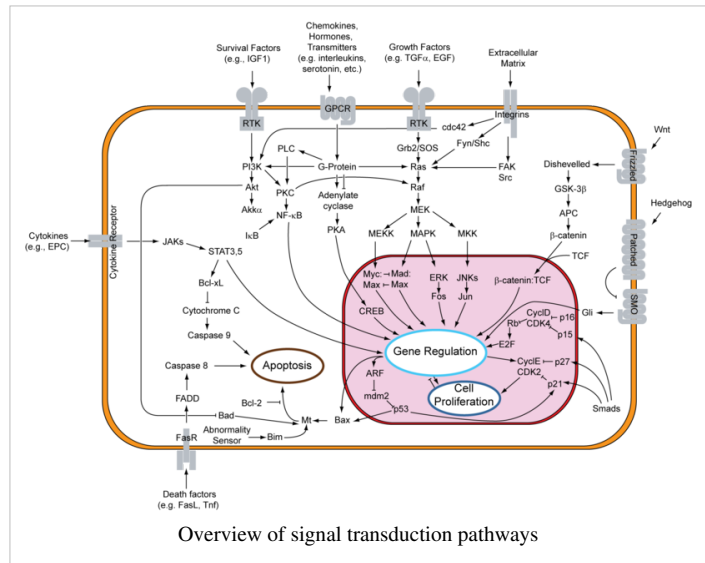 Chemokines,
Hormones,
Transmitters
(e.g. interleukins,
serotonin, etc.)
Survival Factors
(e.g., IGF1)
Growth Factors
(e.g. TGFα, EGF)
Extracellular
Matrix
RTK
GPCR
RTK
Integrins
cdc42
Grb2/SOS
Fyn/Shc
Wnt
Frizzled
PLC
PI3K
G-Protein
Ras
FAK
Src
Dishevelled
Akt
PKC
Raf
GSK-3β
Akkα
Adenylate
cyclase
NF-κB
MEK
APC
Hedgehog
IκB
PKA
MEKK
MAPK
MKK
β-catenin
Patched
Cytokines
(e.g., EPC)
Cytokine Receptor
JAKs
STAT3,5
TCF
Myc:
Max
Mad:
Max
ERK
Fos
JNKs
Jun
β-catenin:TCF
Bcl-xL
SMO
Cytochrome C
CREB
Gli
CycID
CDK4
p16
p15
Rb
E2F
Caspase 9
Gene Regulation
Caspase 8
Apoptosis
ARF
CycIE
CDK2
p27
p21
FADD
Bcl-2
mdm2
Cell
Proliferation
Bad
Mt
Bax
p53
Smads
FasR
Abnormality
Sensor
Bim
Death factors
(e.g. FasL, Tnf)
Overview of signal transduction pathways